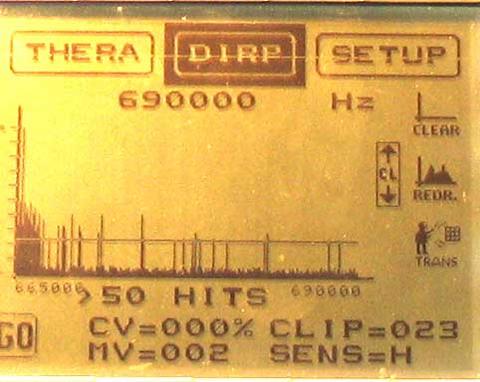 THERA DIRP SETUP
690000 Hz
CLEAR
CL
REDR.
TRANS
665000 690000
>50 HITS
GO
CV=000% CLIP=023
MV=002 SENS=H